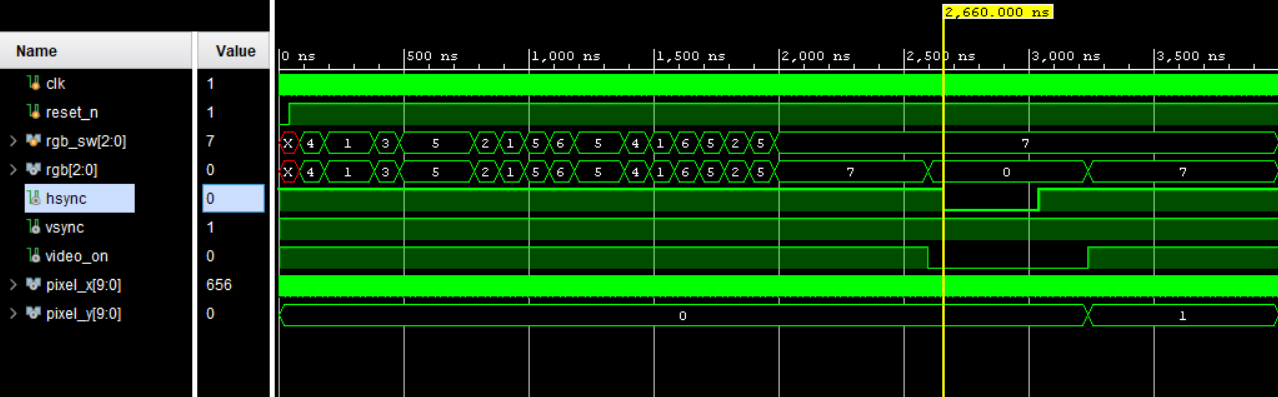 2,660.000 ns
Name Value
0 ns 500 ns 1,000 ns 1,500 ns 2,000 ns 2,500 ns 3,000 ns 3,500 ns
clk 1
reset_n 1
rgb_sw[2:0] 7 X 4 1 3 5 2 1 5 6 5 4 1 6 5 2 5 7
rgb[2:0] 0 X 4 1 3 5 2 1 5 6 5 4 1 6 5 2 5 7 0 7
hsync 0
vsync 1
video_on 0
pixel_x[9:0] 656
pixel_y[9:0] 0 0 1